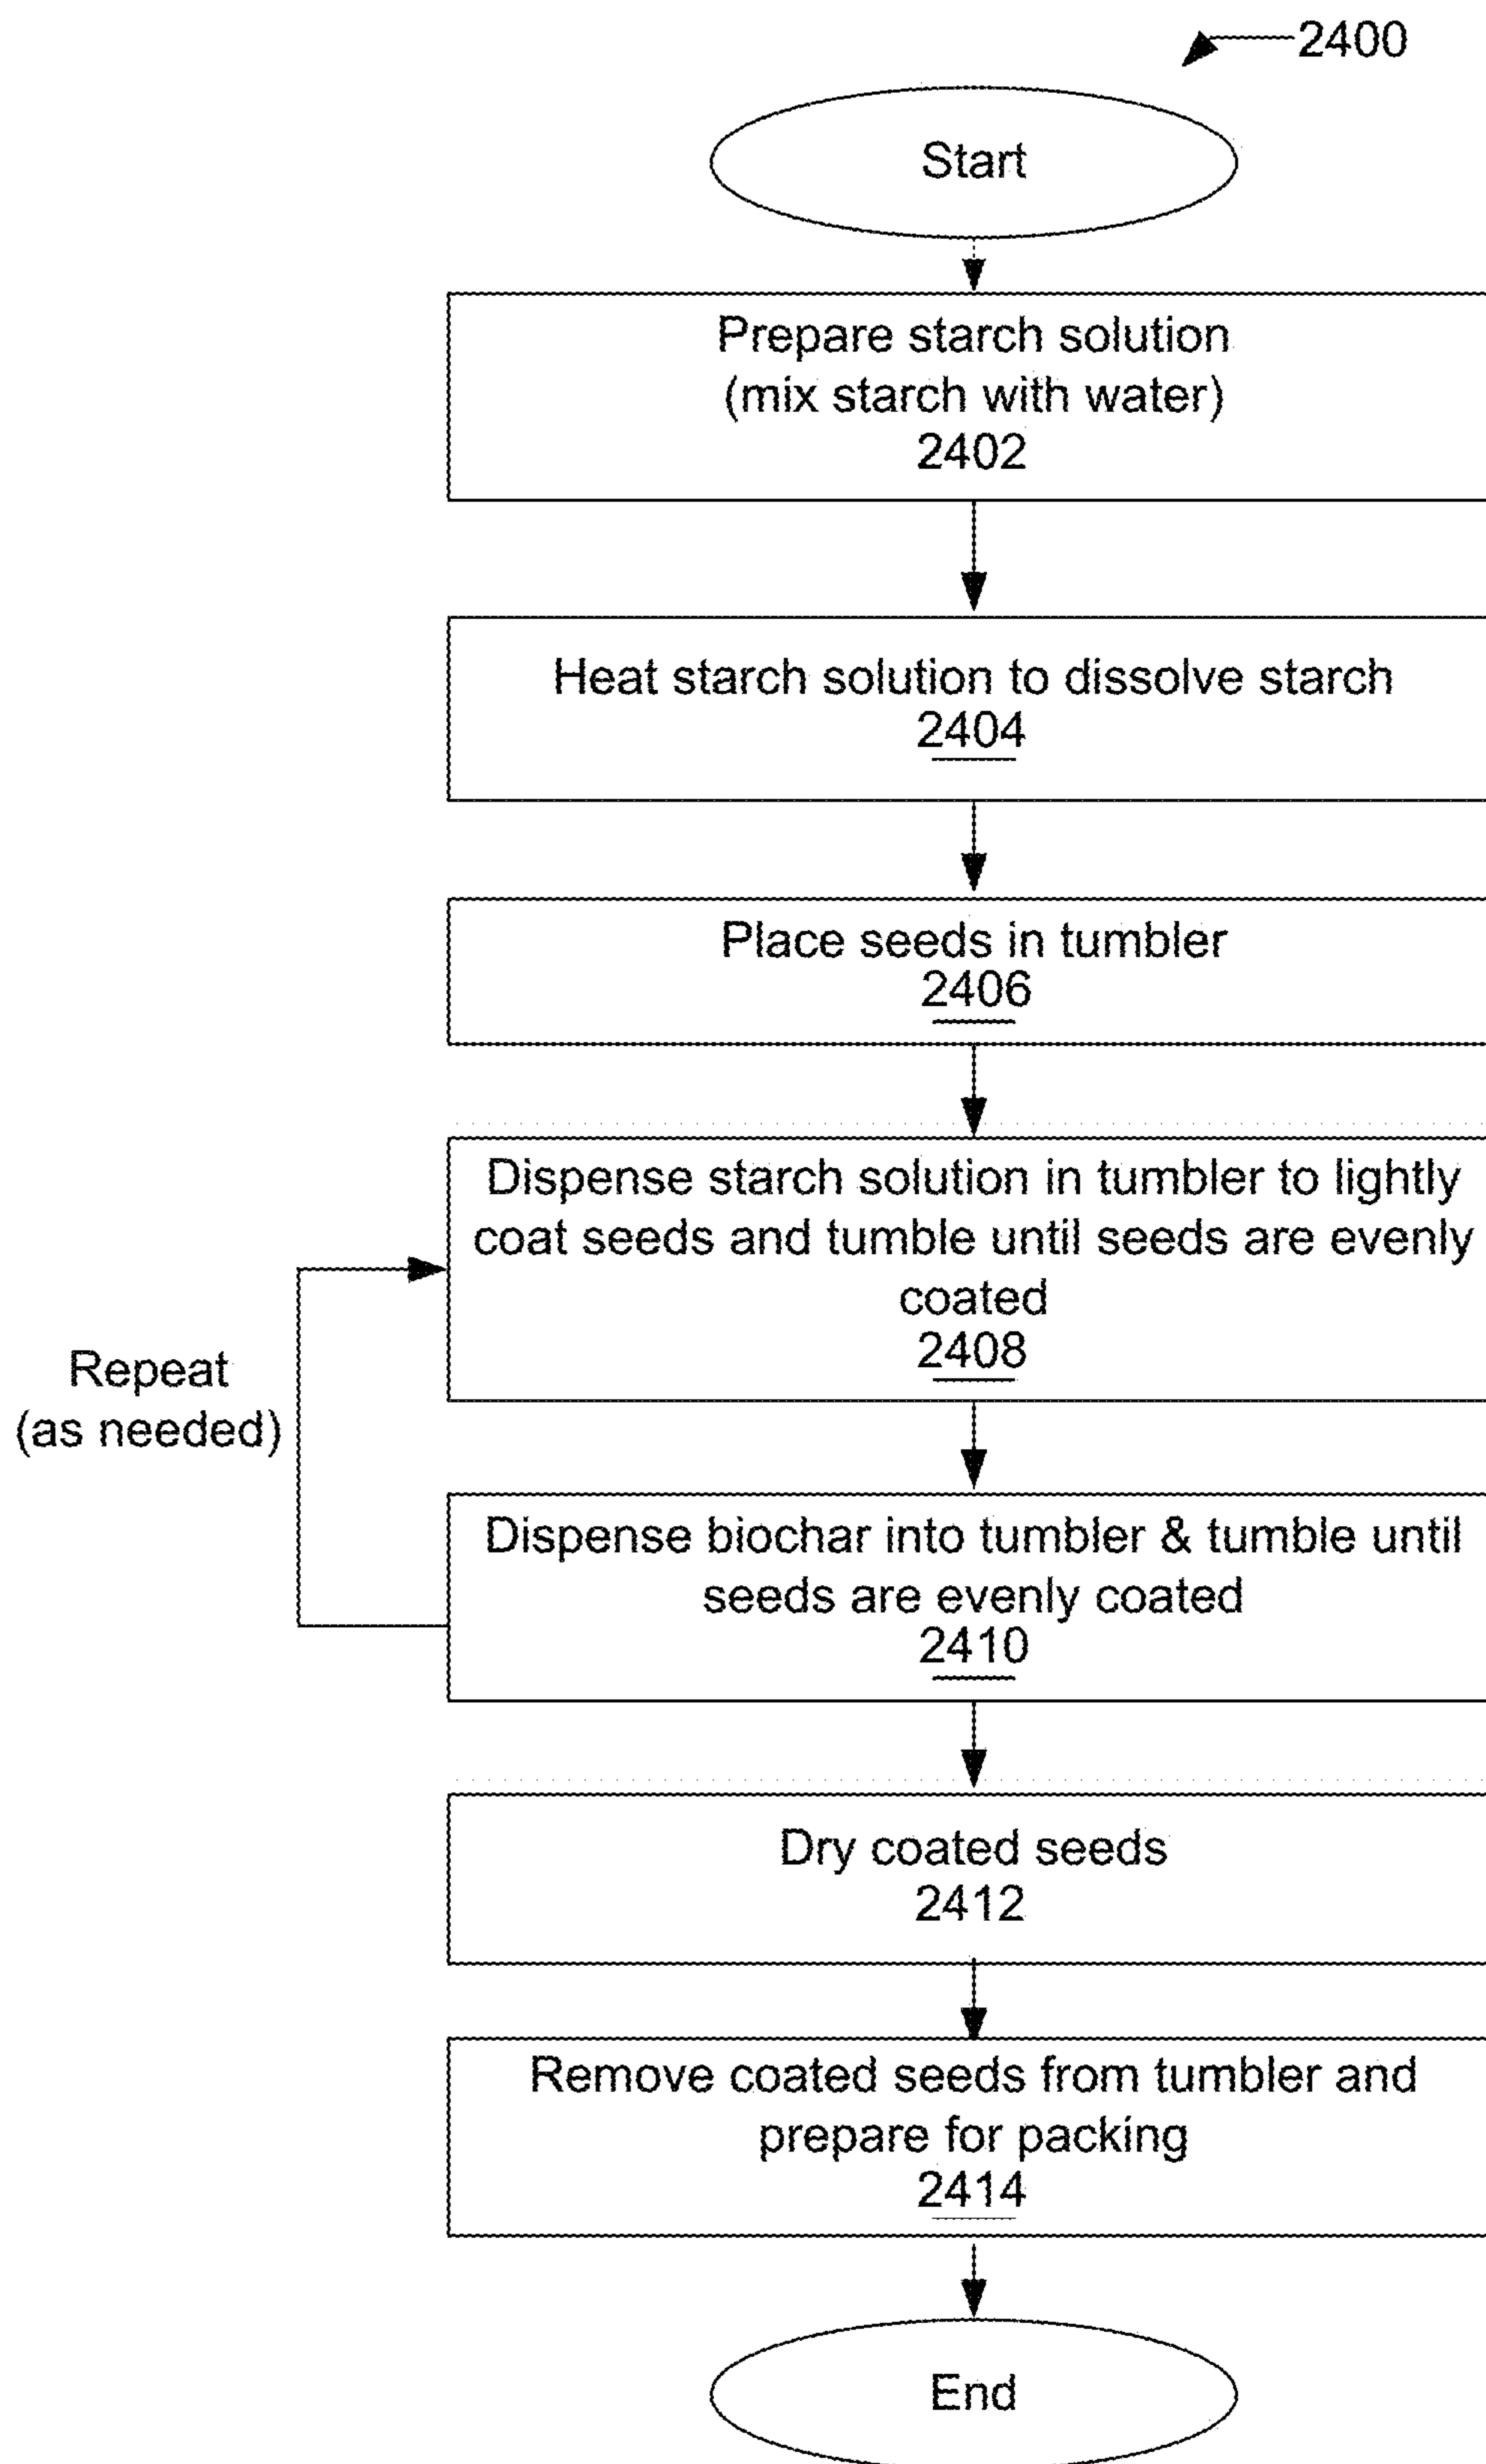 2400
Start
Prepare starch solution
(mix starch with water)
2402
Heat starch solution to dissolve starch
2404
Place seeds in tumbler
2406
Dispense starch solution in tumbler to lightly
coat seeds and tumble until seeds are evenly
coated
2408
Repeat
(as needed)
Dispense biochar into tumbler & tumble until
seeds are evenly coated
2410
Dry coated seeds
2412
Remove coated seeds from tumbler and
prepare for packing
2414
End